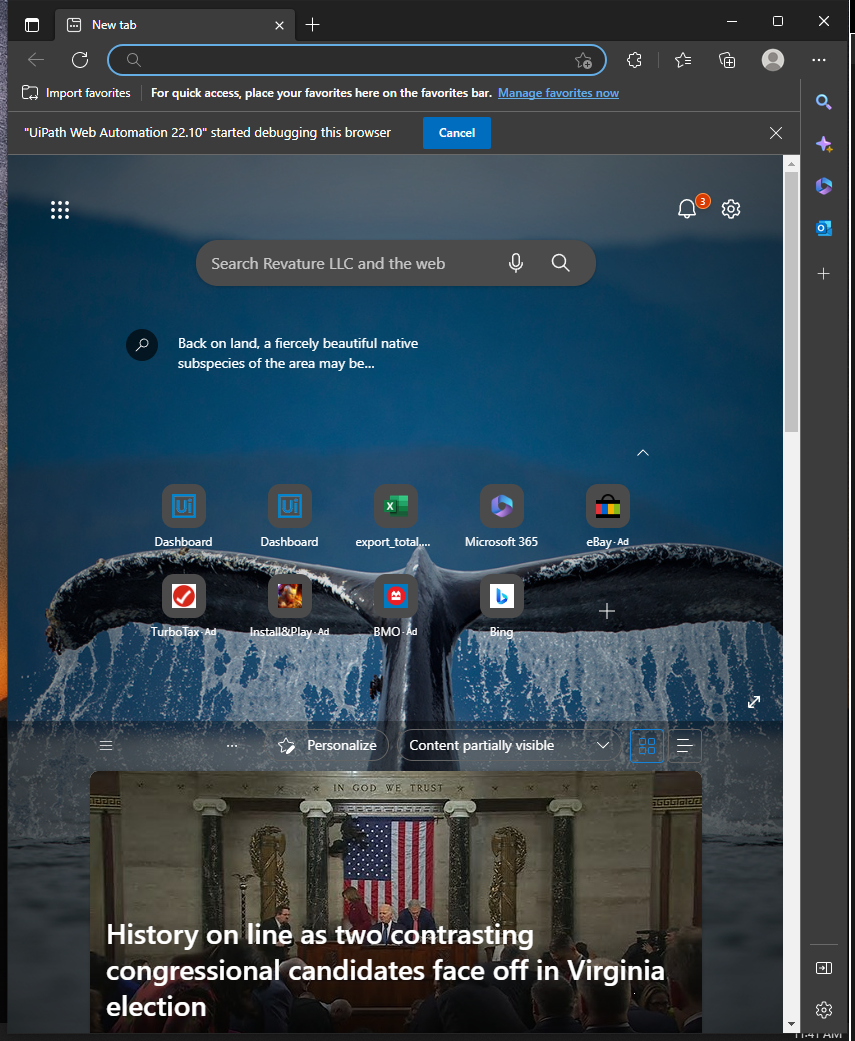 New tab
Import favorites
For quick access, place your favorites here on the favorites bar. Manage favorites now
"UiPath Web Automation 22.10" started debugging this browser
Cancel
3
Search Revature LLC and the web
Back on land, a fiercely beautiful native
subspecies of the area may be...
Ui
Ui
Dashboard
Dashboard
export_total,...
Microsoft 365
eBay · Ad
TurboTax · Ad
Install&Play · Ad
BMO · Ad
Bing
Personalize
Content partially visible
IN GOD WE TRUST
History on line as two contrasting
congressional candidates face off in Virginia
election
11:41 AM